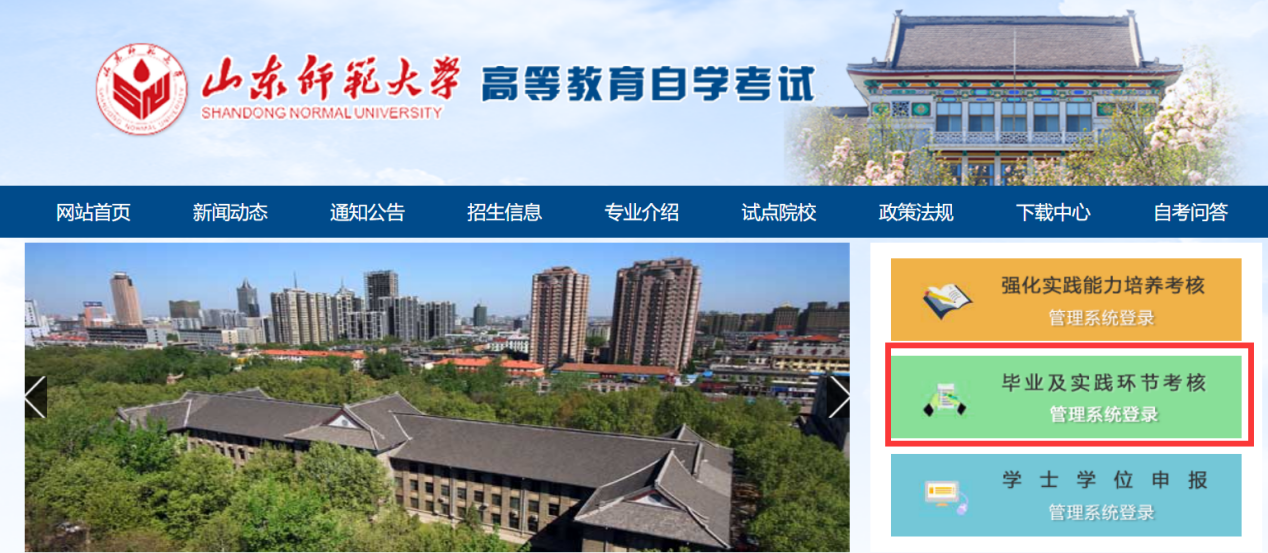 山东师范大学 高等教育自学考试
SHANDONG NORMAL UNIVERSITY
网站首页 新闻动态 通知公告 招生信息 专业介绍 试点院校 政策法规 下载中心 自考问答
强化实践能力培养考核
管理系统登录
毕业及实践环节考核
管理系统登录
学士学位申报
管理系统登录